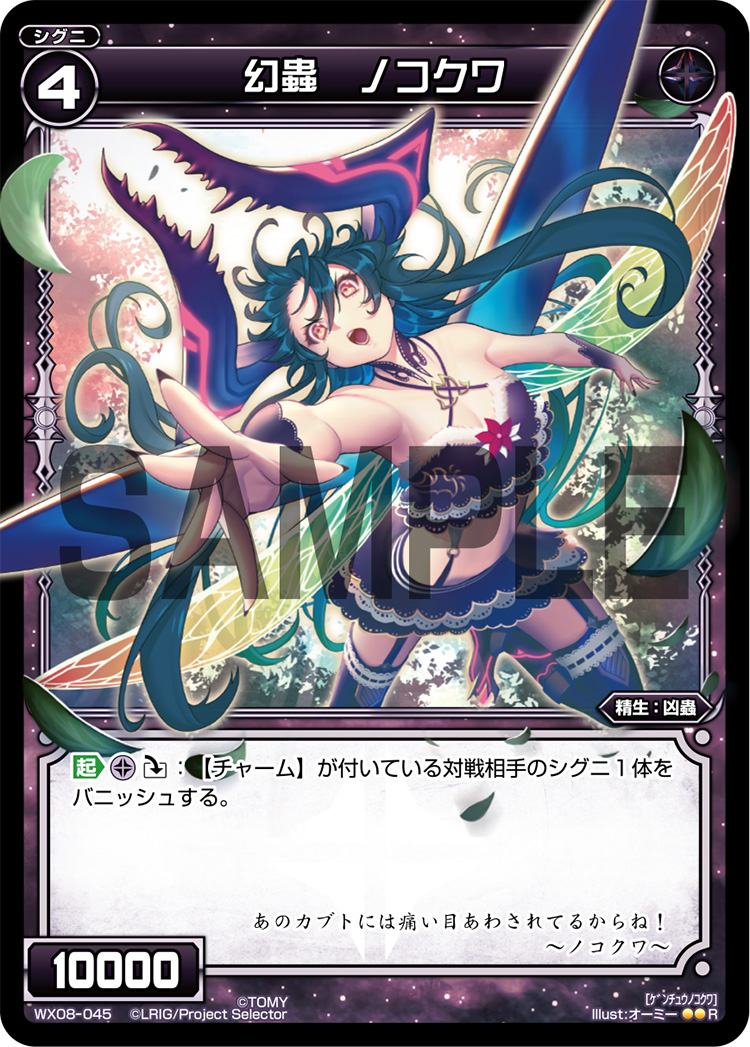 シグニ
4
幻蟲 ノコクワ
SAMPLE
精生:凶蟲
起 : 【チャーム】が付いている対戦相手のシグニ1体を
バニッシュする。
あのカブトには痛い目あわされてるからね!
~ノコクワ~
10000
©TOMY
[ゲンチュウノコクワ]
WX08-045 ©LRIG/Project Selector
Illust:オーミー R